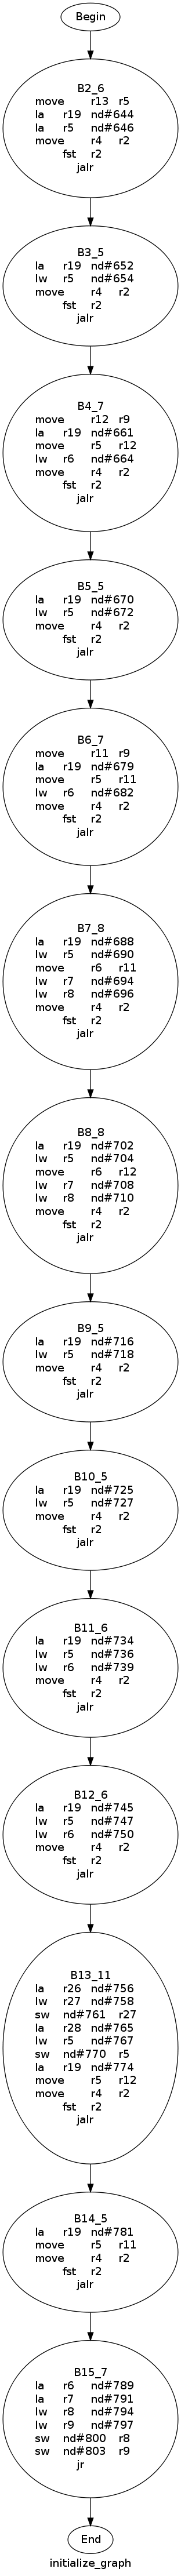 Begin
B2_6
move r13 r5
la r19 nd#644
la r5 nd#646
move r4 r2
fst r2
jalr
B3_5
la r19 nd#652
lw r5 nd#654
move r4 r2
fst r2
jalr
B4_7
move r12 r9
la r19 nd#661
move r5 r12
lw r6 nd#664
move r4 r2
fst r2
jalr
B5_5
la r19 nd#670
lw r5 nd#672
move r4 r2
fst r2
jalr
B6_7
move r11 r9
la r19 nd#679
move r5 r11
lw r6 nd#682
move r4 r2
fst r2
jalr
B7_8
la r19 nd#688
lw r5 nd#690
move r6 r11
lw r7 nd#694
lw r8 nd#696
move r4 r2
fst r2
jalr
B8_8
la r19 nd#702
lw r5 nd#704
move r6 r12
lw r7 nd#708
lw r8 nd#710
move r4 r2
fst r2
jalr
B9_5
la r19 nd#716
lw r5 nd#718
move r4 r2
fst r2
jalr
B10_5
la r19 nd#725
lw r5 nd#727
move r4 r2
fst r2
jalr
B11_6
la r19 nd#734
lw r5 nd#736
lw r6 nd#739
move r4 r2
fst r2
jalr
B12_6
la r19 nd#745
lw r5 nd#747
lw r6 nd#750
move r4 r2
fst r2
jalr
B13_11
la r26 nd#756
lw r27 nd#758
sw nd#761 r27
la r28 nd#765
lw r5 nd#767
sw nd#770 r5
la r19 nd#774
move r5 r12
move r4 r2
fst r2
jalr
B14_5
la r19 nd#781
move r5 r11
move r4 r2
fst r2
jalr
B15_7
la r6 nd#789
la r7 nd#791
lw r8 nd#794
lw r9 nd#797
sw nd#800 r8
sw nd#803 r9
jr
End
initialize_graph